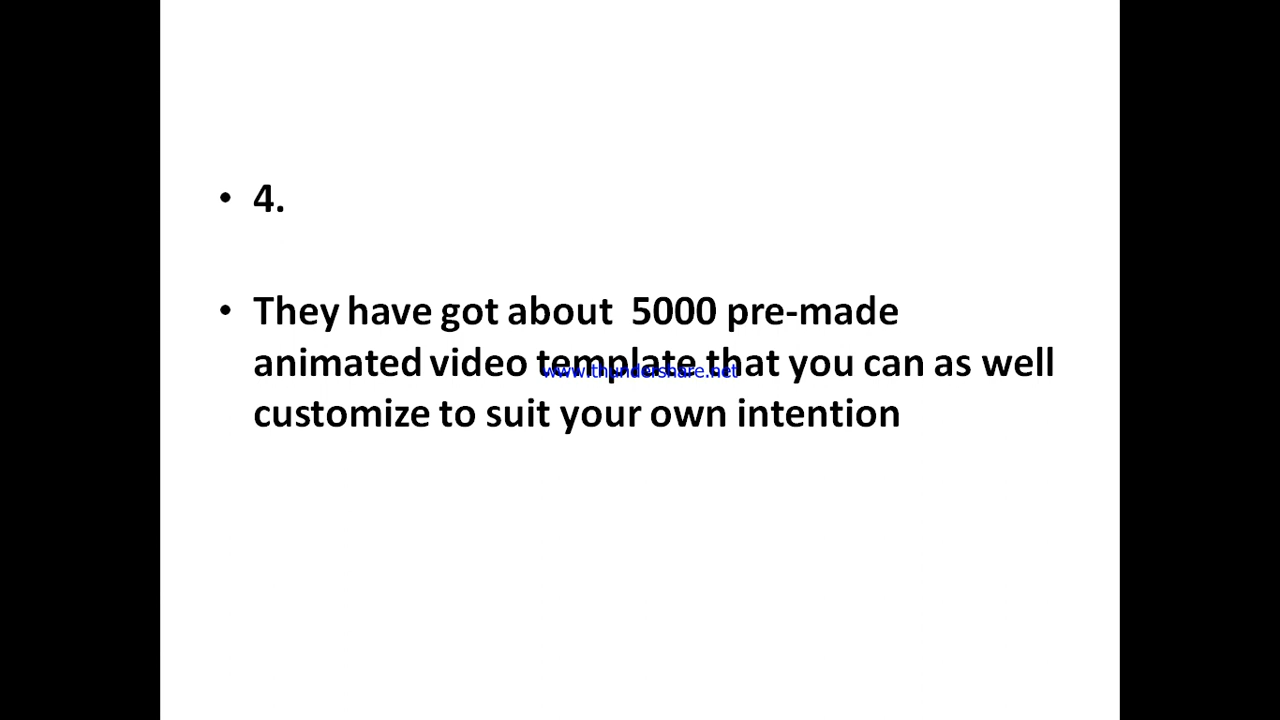 • 4.
• They have got about  5000 pre-made
animated video template that you can as well
www.thundershare.net
customize to suit your own intention